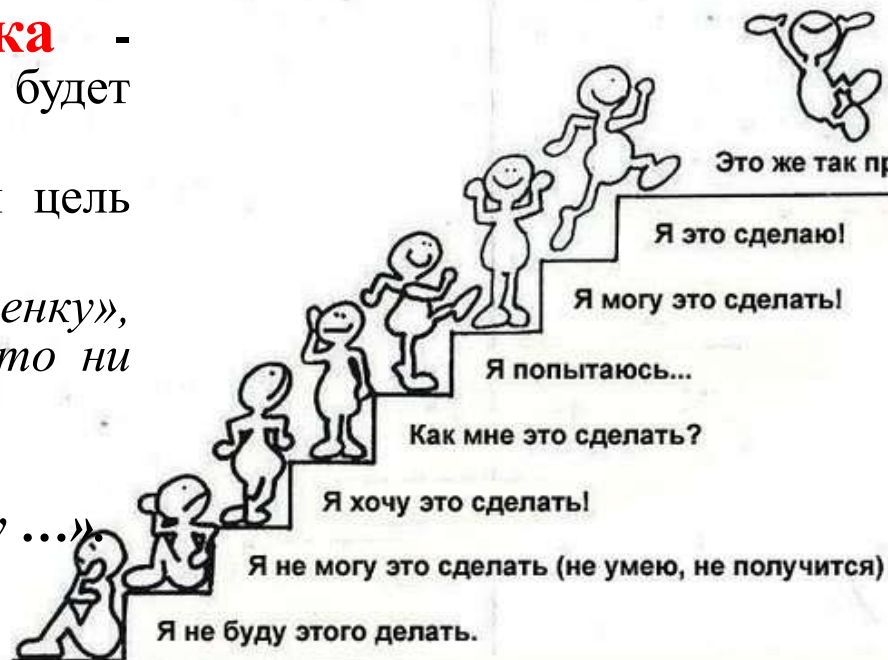 ка -
будет
цель
енку»,
то ни
у ...».
Это же так пр
Я это сделаю!
Я могу это сделать!
Я попытаюсь...
Как мне это сделать?
Я хочу это сделать!
Я не могу это сделать (не умею, не получится)
Я не буду этого делать.